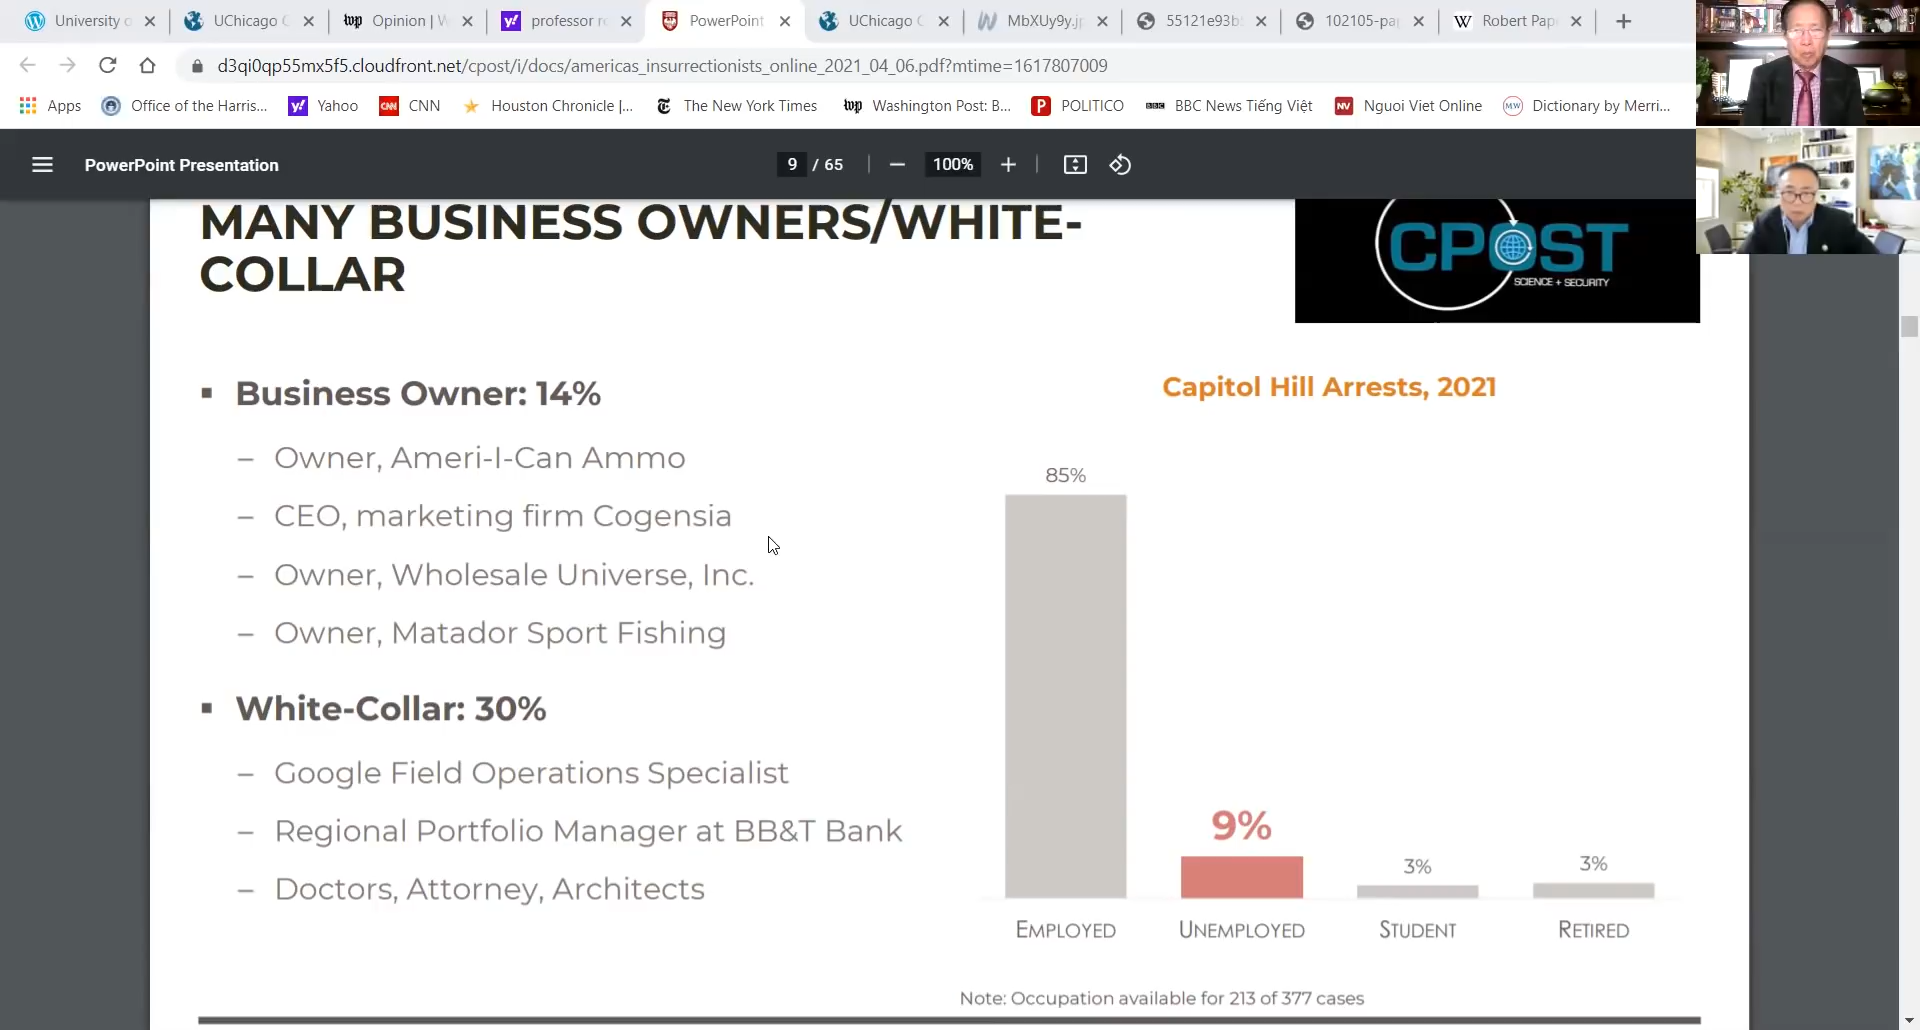 University o
UChicago C
Opinion | W
professor re
PowerPoint
UChicago C
MbXUy9y.jp
55121e93b
102105-pa
Robert Pap
d3qi0qp55mx5f5.cloudfront.net/cpost/i/docs/americas_insurrectionists_online_2021_04_06.pdf?mtime=1617807009
Apps
Office of the Harris...
Yahoo
CNN
Houston Chronicle |...
The New York Times
Washington Post: B...
POLITICO
BBC News Tiếng Việt
Nguoi Viet Online
Dictionary by Merri...
PowerPoint Presentation
9 / 65
100%
MANY BUSINESS OWNERS/WHITE-
COLLAR
CPOST
SCIENCE + SECURITY
▪ Business Owner: 14%
– Owner, Ameri-I-Can Ammo
– CEO, marketing firm Cogensia
– Owner, Wholesale Universe, Inc.
– Owner, Matador Sport Fishing
▪ White-Collar: 30%
– Google Field Operations Specialist
– Regional Portfolio Manager at BB&T Bank
– Doctors, Attorney, Architects
Capitol Hill Arrests, 2021
85%
9%
3%
3%
EMPLOYED
UNEMPLOYED
STUDENT
RETIRED
Note: Occupation available for 213 of 377 cases